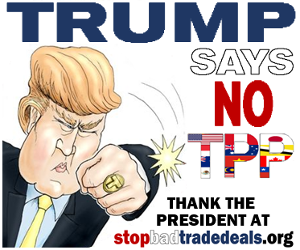 TRUMP
SAYS
NO
TPP
THANK THE
PRESIDENT AT
stopbadtradedeals.org